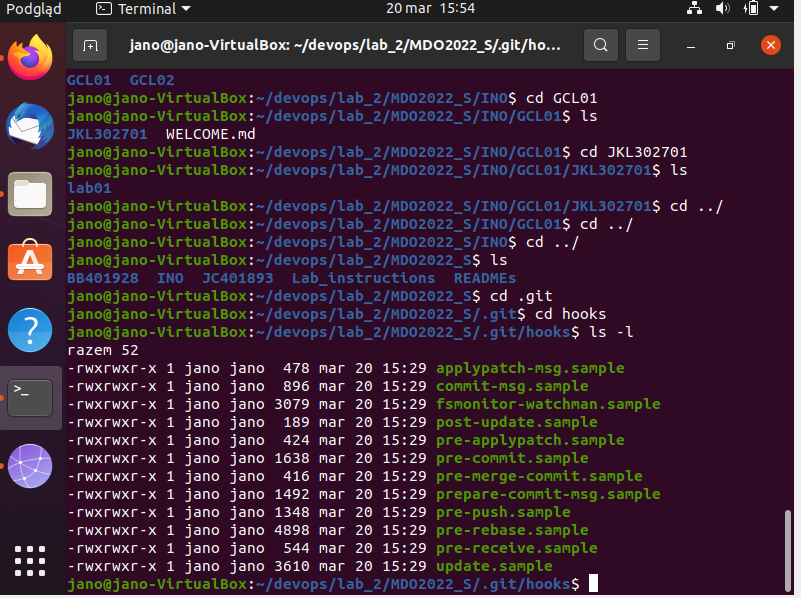 Podgląd Terminal 20 mar 15:54
jano@jano-VirtualBox: ~/devops/lab_2/MDO2022_S/.git/ho...
GCL01  GCL02
jano@jano-VirtualBox:~/devops/lab_2/MDO2022_S/INO$ cd GCL01
jano@jano-VirtualBox:~/devops/lab_2/MDO2022_S/INO/GCL01$ ls
JKL302701  WELCOME.md
jano@jano-VirtualBox:~/devops/lab_2/MDO2022_S/INO/GCL01$ cd JKL302701
jano@jano-VirtualBox:~/devops/lab_2/MDO2022_S/INO/GCL01/JKL302701$ ls
lab01
jano@jano-VirtualBox:~/devops/lab_2/MDO2022_S/INO/GCL01/JKL302701$ cd ../
jano@jano-VirtualBox:~/devops/lab_2/MDO2022_S/INO/GCL01$ cd ../
jano@jano-VirtualBox:~/devops/lab_2/MDO2022_S/INO$ cd ../
jano@jano-VirtualBox:~/devops/lab_2/MDO2022_S$ ls
BB401928  INO  JC401893  Lab_instructions  READMEs
jano@jano-VirtualBox:~/devops/lab_2/MDO2022_S$ cd .git
jano@jano-VirtualBox:~/devops/lab_2/MDO2022_S/.git$ cd hooks
jano@jano-VirtualBox:~/devops/lab_2/MDO2022_S/.git/hooks$ ls -l
razem 52
-rwxrwxr-x 1 jano jano  478 mar 20 15:29 applypatch-msg.sample
-rwxrwxr-x 1 jano jano  896 mar 20 15:29 commit-msg.sample
-rwxrwxr-x 1 jano jano 3079 mar 20 15:29 fsmonitor-watchman.sample
-rwxrwxr-x 1 jano jano  189 mar 20 15:29 post-update.sample
-rwxrwxr-x 1 jano jano  424 mar 20 15:29 pre-applypatch.sample
-rwxrwxr-x 1 jano jano 1638 mar 20 15:29 pre-commit.sample
-rwxrwxr-x 1 jano jano  416 mar 20 15:29 pre-merge-commit.sample
-rwxrwxr-x 1 jano jano 1492 mar 20 15:29 prepare-commit-msg.sample
-rwxrwxr-x 1 jano jano 1348 mar 20 15:29 pre-push.sample
-rwxrwxr-x 1 jano jano 4898 mar 20 15:29 pre-rebase.sample
-rwxrwxr-x 1 jano jano  544 mar 20 15:29 pre-receive.sample
-rwxrwxr-x 1 jano jano 3610 mar 20 15:29 update.sample
jano@jano-VirtualBox:~/devops/lab_2/MDO2022_S/.git/hooks$